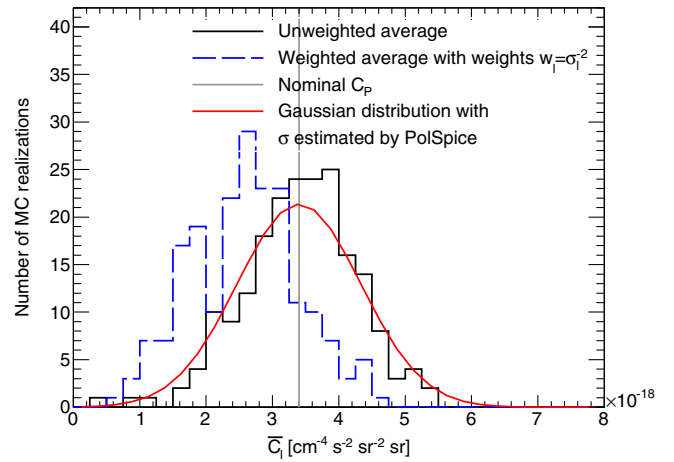 Unweighted average
Weighted average with weights w_l=σ_l^-2
Nominal C_P
Gaussian distribution with
σ estimated by PolSpice
Number of MC realizations
40
35
30
25
20
15
10
5
0
0 1 2 3 4 5 6 7 8
×10^-18
C̅_l [cm^-4 s^-2 sr^-2 sr]